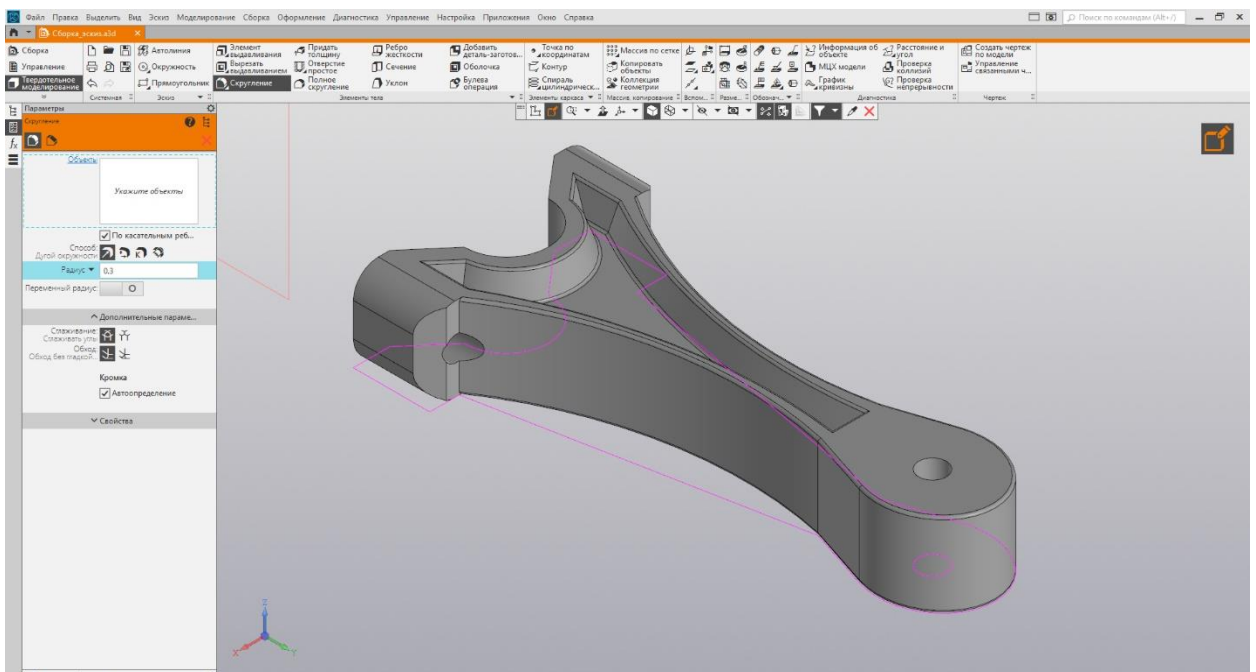 Файл Правка Выделить Вид Эскиз Моделирование Сборка Оформление Диагностика Управление Настройка Приложения Окно Справка
Поиск по командам (Alt+/)
Сборка_эскиз.a3d
Сборка
Управление
Твердотельное моделирование
Системная
Автолиния
Окружность
Прямоугольник
Эскиз
Элемент выдавливания
Вырезать выдавливанием
Скругление
Придать толщину
Отверстие простое
Полное скругление
Ребро жесткости
Сечение
Уклон
Добавить деталь-заготов...
Оболочка
Булева операция
Элементы тела
Точка по координатам
Контур
Спираль цилиндрическ...
Элементы каркаса
Массив по сетке
Копировать объекты
Коллекция геометрии
Массив, копирование
Вспом...
Разме...
Обознач...
Информация об объекте
МЦХ модели
График кривизны
Расстояние и угол
Проверка коллизий
Проверка непрерывности
Диагностика
Создать чертеж по модели
Управление связанными ч...
Чертеж
Параметры
Скругление
Объекты
Укажите объекты
По касательным реб...
Способ:
Дугой окружности
Радиус 0,3
Переменный радиус:
Дополнительные параме...
Сглаживание:
Сглаживать углы
Обход:
Обход без гладкой...
Кромка
Автоопределение
Свойства
Z
X
Y